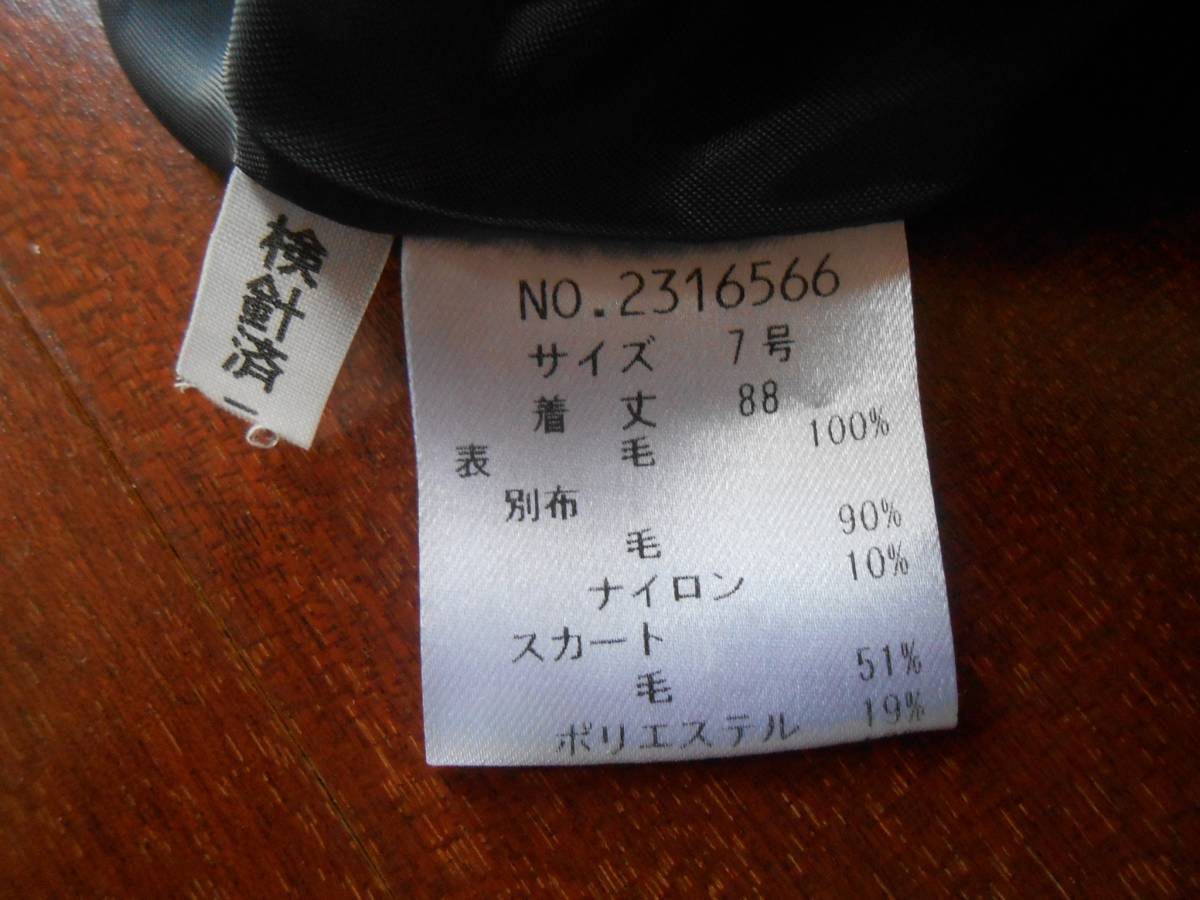 検針済
NO.2316566
サイズ 7号
着丈 88
表 毛 100%
別布
毛 90%
ナイロン 10%
スカート
毛 51%
ポリエステル 19%